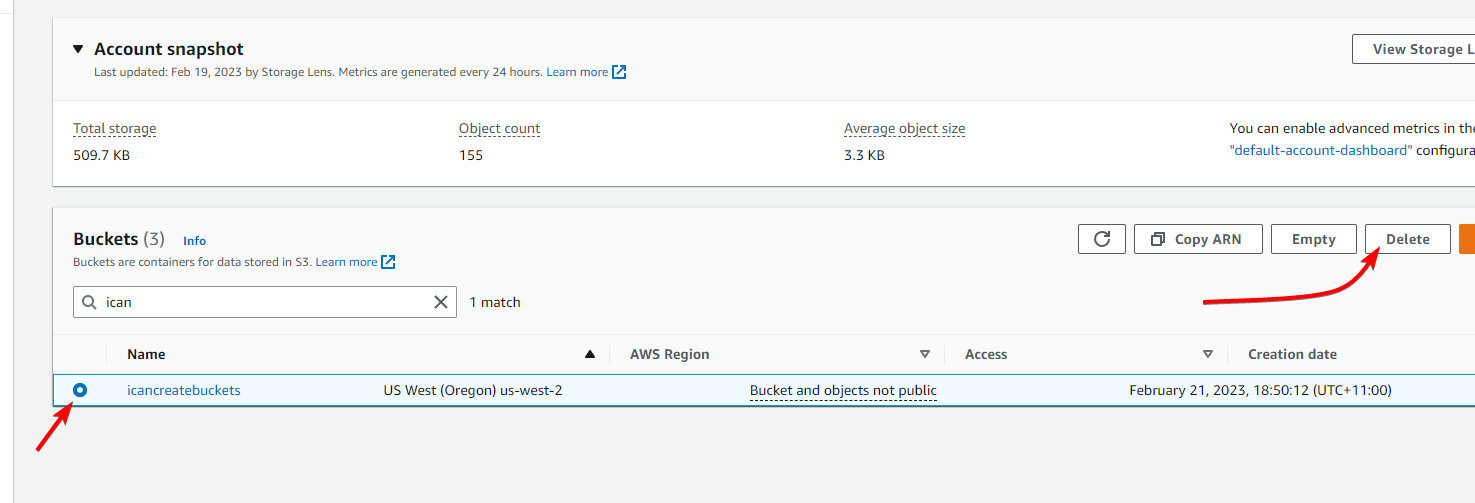 Account snapshot
Last updated: Feb 19, 2023 by Storage Lens. Metrics are generated every 24 hours. Learn more
View Storage L
Total storage
509.7 KB
Object count
155
Average object size
3.3 KB
You can enable advanced metrics in the
"default-account-dashboard" configura
Buckets (3) Info
Buckets are containers for data stored in S3. Learn more
Copy ARN
Empty
Delete
ican
1 match
Name AWS Region Access Creation date
icancreatebuckets US West (Oregon) us-west-2 Bucket and objects not public February 21, 2023, 18:50:12 (UTC+11:00)